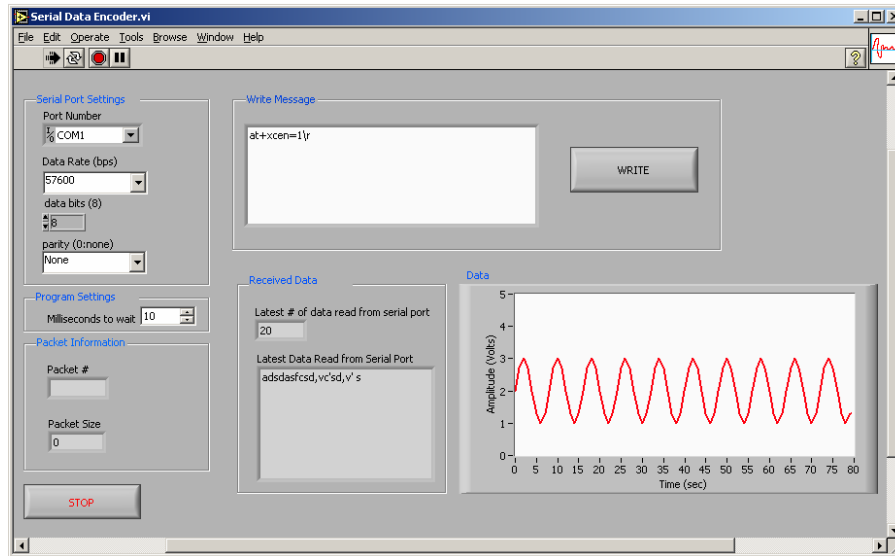 Serial Data Encoder.vi
File Edit Operate Tools Browse Window Help
Serial Port Settings
Port Number
I/O COM1
Data Rate (bps)
57600
data bits (8)
8
parity (0:none)
None
Program Settings
Milliseconds to wait 10
Packet Information
Packet #
Packet Size
0
STOP
Write Message
at+xcen=1\r
WRITE
Received Data
Latest # of data read from serial port
20
Latest Data Read from Serial Port
adsdasfcsd,vc'sd,v' s
Data
Amplitude (Volts)
5
4
3
2
1
0
0 5 10 15 20 25 30 35 40 45 50 55 60 65 70 75 80
Time (sec)